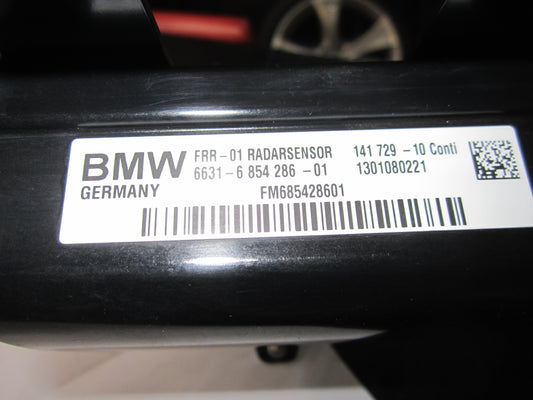 BMW FRR-01 RADARSENSOR 141 729-10 Conti
6631-6 854 286-01 1301080221
GERMANY FM685428601